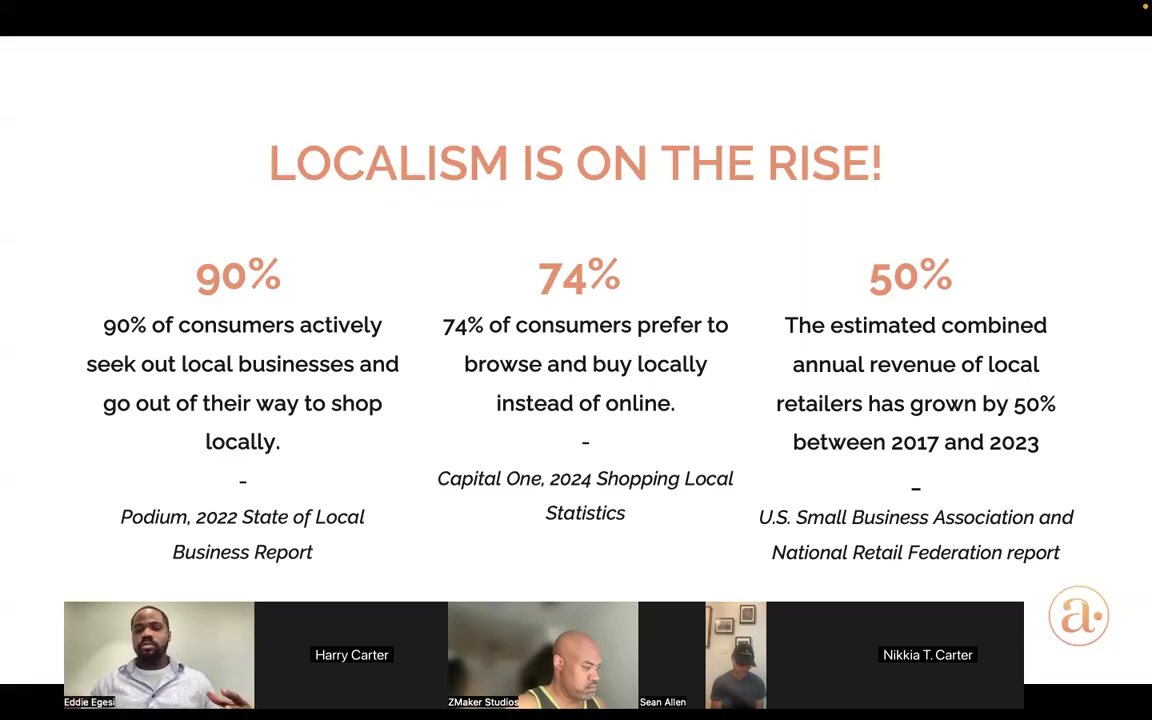 LOCALISM IS ON THE RISE!
90%
90% of consumers actively
seek out local businesses and
go out of their way to shop
locally.
-
Podium, 2022 State of Local
Business Report
74%
74% of consumers prefer to
browse and buy locally
instead of online.
-
Capital One, 2024 Shopping Local
Statistics
50%
The estimated combined
annual revenue of local
retailers has grown by 50%
between 2017 and 2023
–
U.S. Small Business Association and
National Retail Federation report
a.
Eddie Egesi
Harry Carter
ZMaker Studios
Sean Allen
Nikkia T. Carter